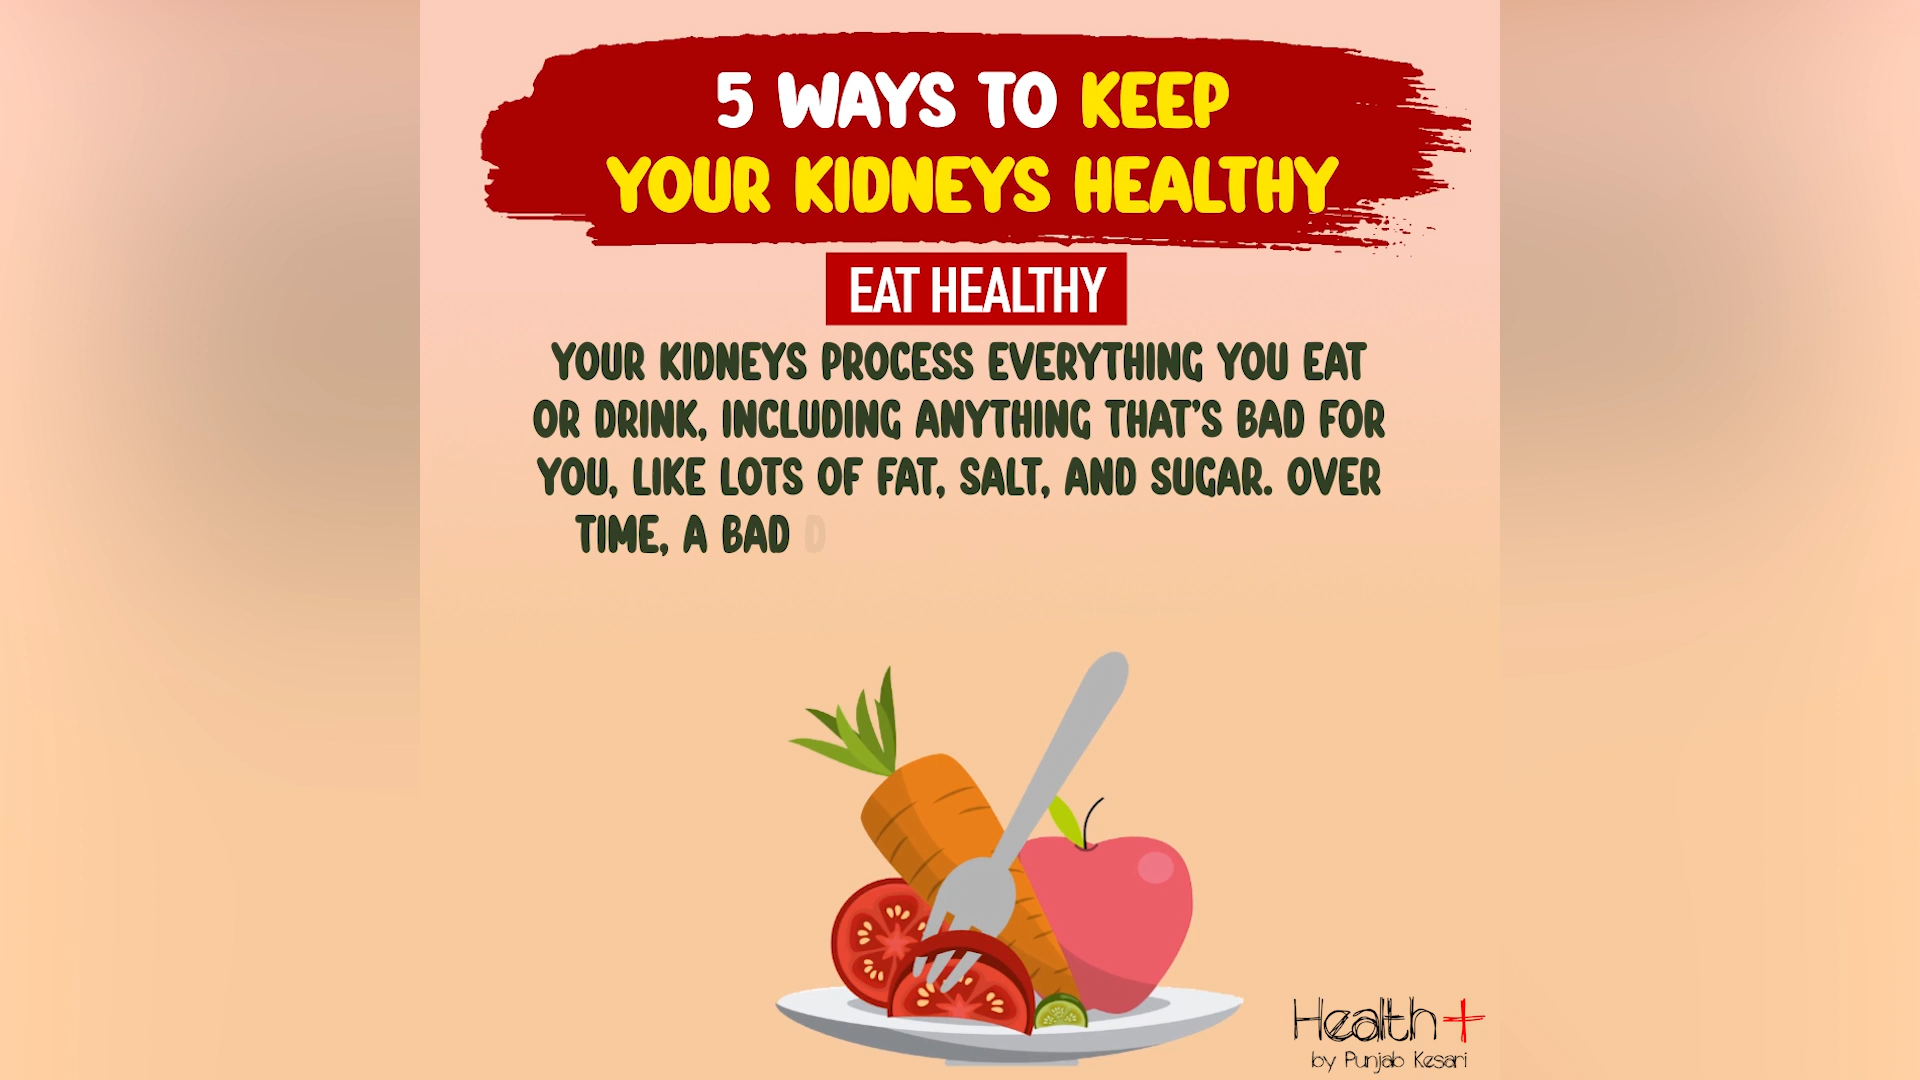 5 WAYS TO KEEP
YOUR KIDNEYS HEALTHY
EAT HEALTHY
YOUR KIDNEYS PROCESS EVERYTHING YOU EAT
OR DRINK, INCLUDING ANYTHING THAT'S BAD FOR
YOU, LIKE LOTS OF FAT, SALT, AND SUGAR. OVER
TIME, A BAD D
Health+
by Punjab Kesari